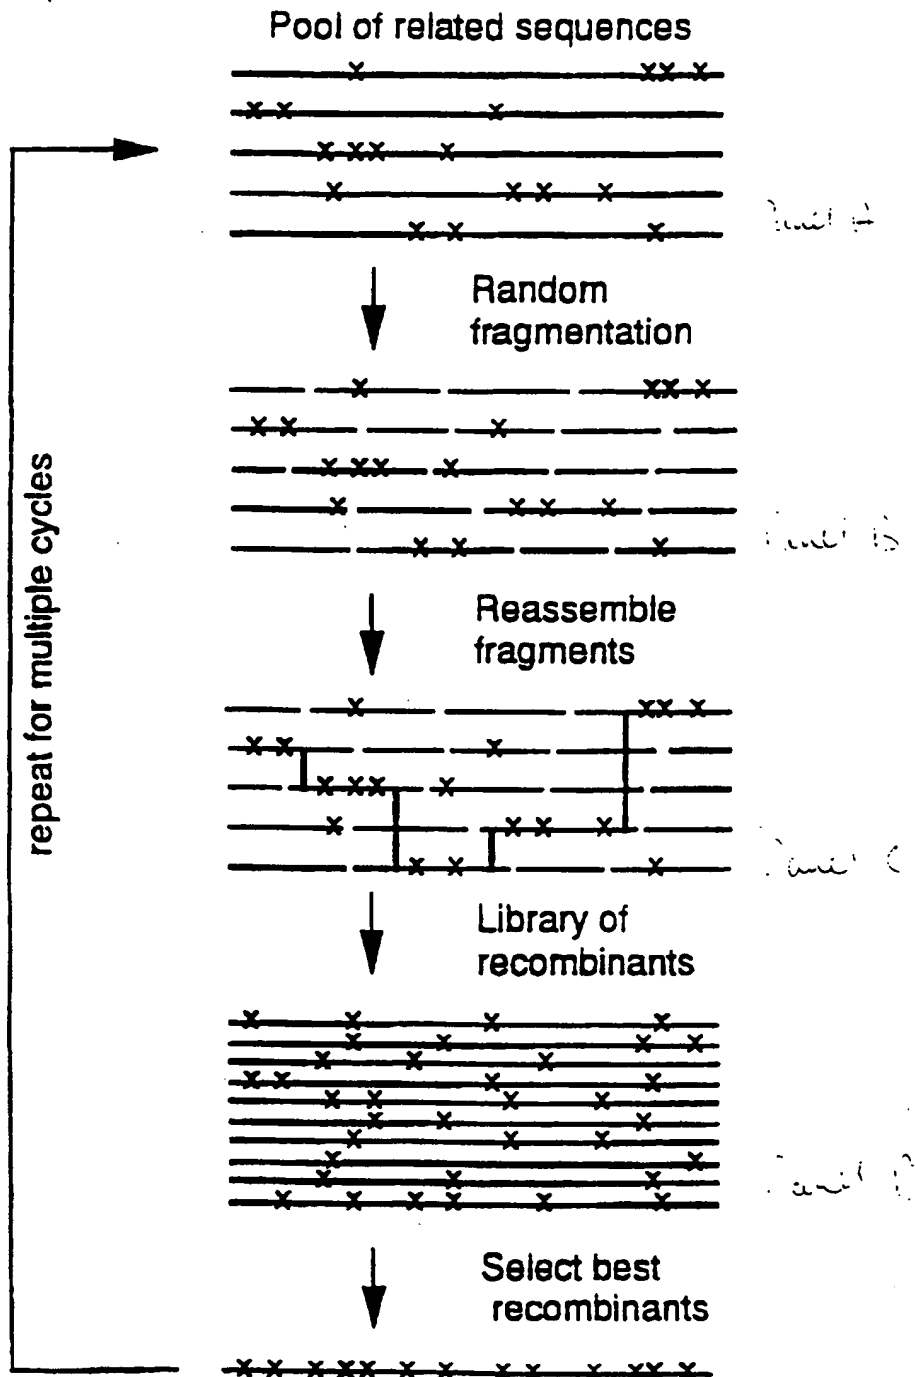 Pool of related sequences
Random
fragmentation
Reassemble
fragments
repeat for multiple cycles
Library of
recombinants
Select best
recombinants